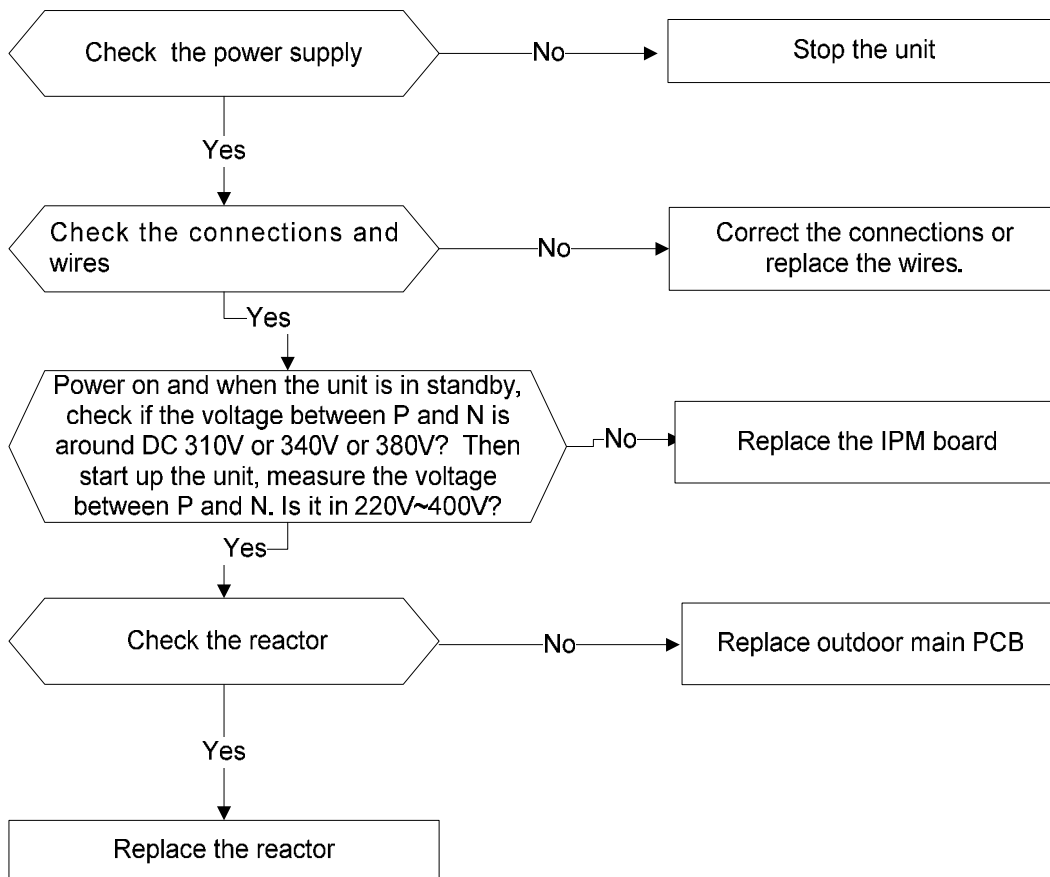 Check the power supply
No
Stop the unit
Yes
Check the connections and
wires
No
Correct the connections or
replace the wires.
Yes
Power on and when the unit is in standby,
check if the voltage between P and N is
around DC 310V or 340V or 380V? Then
start up the unit, measure the voltage
between P and N. Is it in 220V~400V?
No
Replace the IPM board
Yes
Check the reactor
No
Replace outdoor main PCB
Yes
Replace the reactor